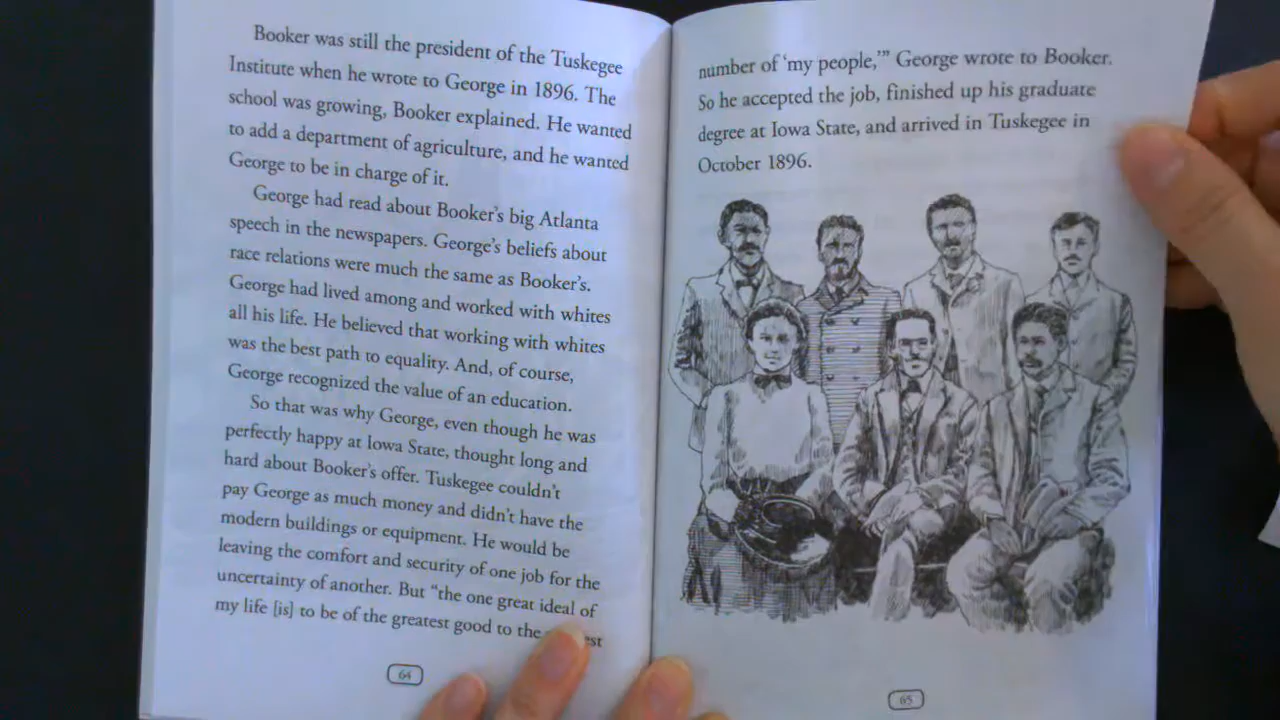 Booker was still the president of the Tuskegee
Institute when he wrote to George in 1896. The
school was growing, Booker explained. He wanted
to add a department of agriculture, and he wanted
George to be in charge of it.
George had read about Booker's big Atlanta
speech in the newspapers. George's beliefs about
race relations were much the same as Booker's.
George had lived among and worked with whites
all his life. He believed that working with whites
was the best path to equality. And, of course,
George recognized the value of an education.
So that was why George, even though he was
perfectly happy at Iowa State, thought long and
hard about Booker's offer. Tuskegee couldn't
pay George as much money and didn't have the
modern buildings or equipment. He would be
leaving the comfort and security of one job for the
uncertainty of another. But “the one great ideal of
my life [is] to be of the greatest good to the
64
number of ‘my people,’” George wrote to Booker.
So he accepted the job, finished up his graduate
degree at Iowa State, and arrived in Tuskegee in
October 1896.
65